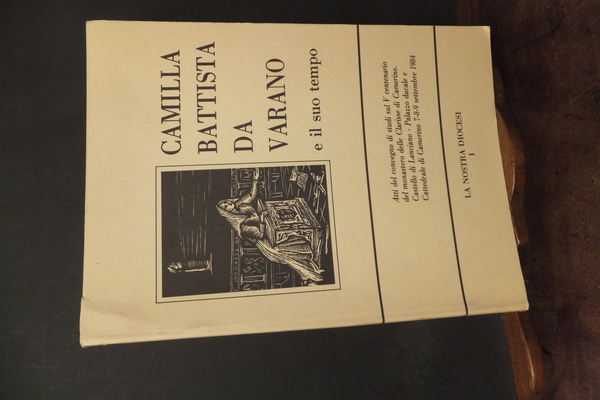 CAMILLA
BATTISTA
DA
VARANO
e il suo tempo
Atti del convegno di studi sul V centenario
del monastero delle Clarisse di Camerino.
Castello di Lanciano - Palazzo ducale e
Cattedrale di Camerino 7-8-9 settembre 1984
LA NOSTRA DIOCESI
I